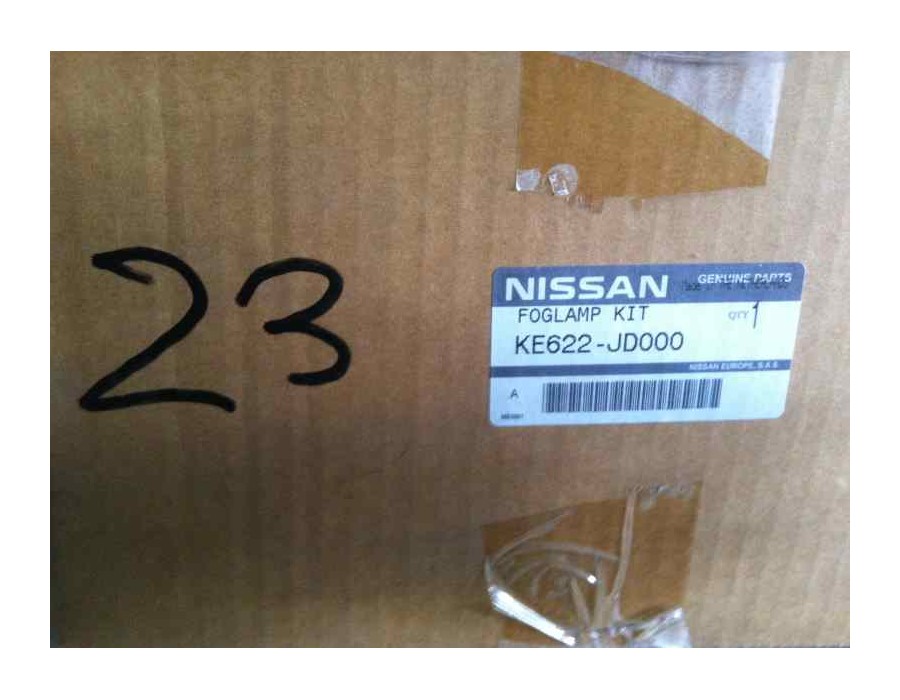 23
NISSAN GENUINE PARTS
FOGLAMP KIT QTY 1
KE622-JD000
NISSAN EUROPE, S.A.S.
A